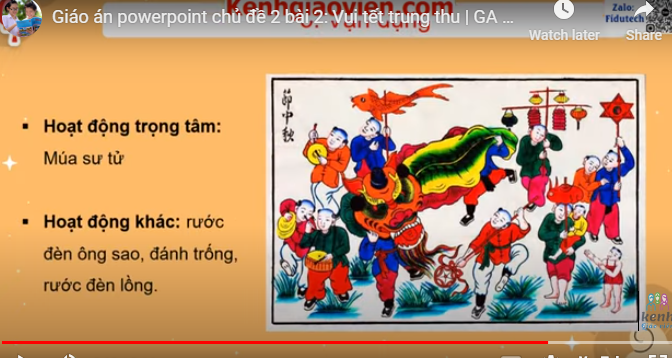 Kenhgiaovien.com
Giáo án powerpoint chủ đề 2 bài 2: Vui tết trung thu | GA ...
3. Vận dụng
Zalo:
Fidutech
Watch later
Share
Hoạt động trọng tâm:
Múa sư tử
Hoạt động khác: rước
đèn ông sao, đánh trống,
rước đèn lồng.
節
中
秋
kenh